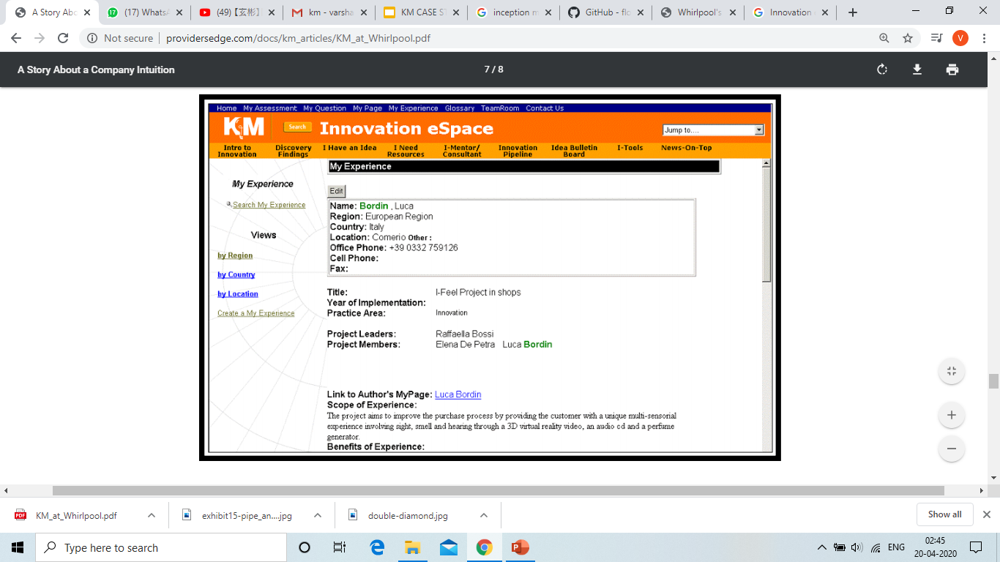 A Story Abo
(17) WhatsA
(49) 【玄彬】
km - varsha
KM CASE ST
inception m
GitHub - flo
Whirlpool's
Innovation
Not secure | providersedge.com/docs/km_articles/KM_at_Whirlpool.pdf
V
A Story About a Company Intuition
7 / 8
Home My Assessment My Question My Page My Experience Glossary TeamRoom Contact Us
KM Search Innovation eSpace Jump to....
Intro to Innovation
Discovery Findings
I Have an Idea
I Need Resources
I-Mentor/ Consultant
Innovation Pipeline
Idea Bulletin Board
I-Tools
News-On-Top
My Experience
Search My Experience
Views
by Region
by Country
by Location
Create a My Experience
My Experience
Edit
Name: Bordin , Luca
Region: European Region
Country: Italy
Location: Comerio Other :
Office Phone: +39 0332 759126
Cell Phone:
Fax:
Title: I-Feel Project in shops
Year of Implementation:
Practice Area: Innovation
Project Leaders: Raffaella Bossi
Project Members: Elena De Petra Luca Bordin
Link to Author's MyPage: Luca Bordin
Scope of Experience:
The project aims to improve the purchase process by providing the customer with a unique multi-sensorial
experience involving sight, smell and hearing through a 3D virtual reality video, an audio cd and a perfume
generator.
Benefits of Experience:
KM_at_Whirlpool.pdf
exhibit15-pipe_an....jpg
double-diamond.jpg
Show all
Type here to search
ENG
02:45
20-04-2020